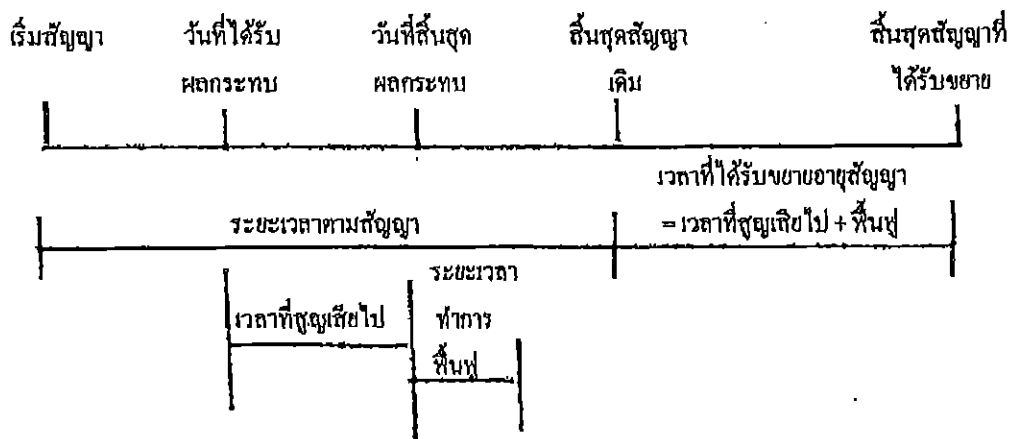 เริ่มสัญญา วันที่ได้รับ วันที่สิ้นสุด สิ้นสุดสัญญา สิ้นสุดสัญญาที่
ผลกระทบ ผลกระทบ เดิม ได้รับขยาย
เวลาที่ได้รับขยายอายุสัญญา
ระยะเวลาตามสัญญา = เวลาที่สูญเสียไป + ฟื้นฟู
ระยะเวลา
เวลาที่สูญเสียไป ทำการ
ฟื้นฟู